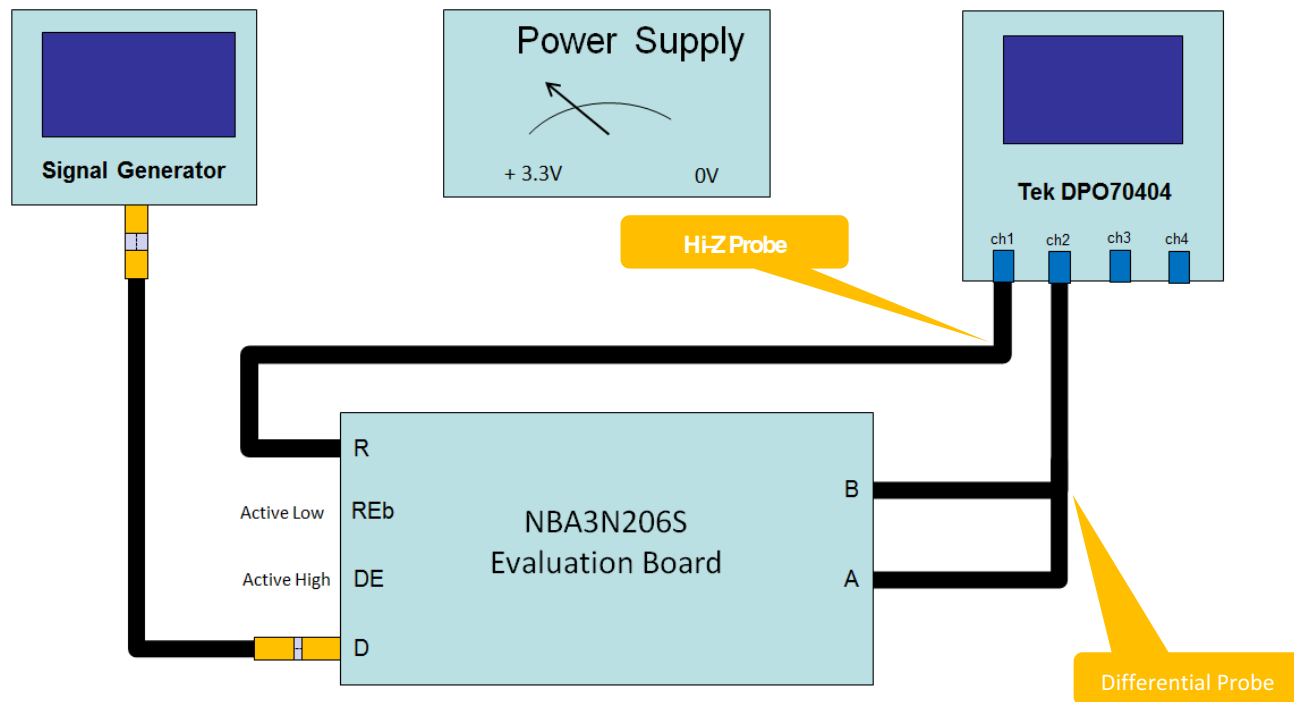 Signal Generator
Power Supply
+ 3.3V 0V
Tek DPO70404
ch1 ch2 ch3 ch4
Hi-Z Probe
R
Active Low REb
Active High DE
D
NBA3N206S
Evaluation Board
B
A
Differential Probe